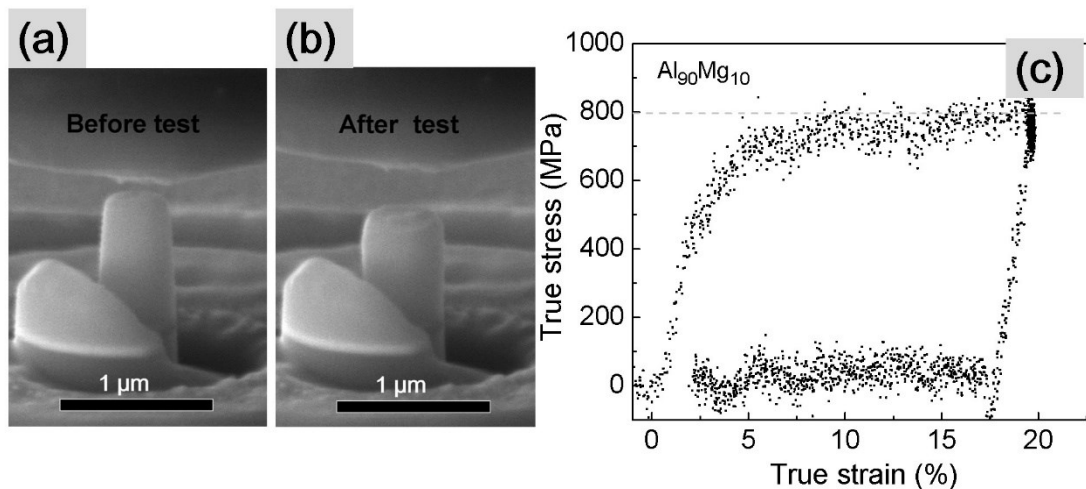 (a)
Before test
1 µm
(b)
After test
1 µm
(c)
Al₉₀Mg₁₀
True stress (MPa)
1000
800
600
400
200
0
0 5 10 15 20
True strain (%)